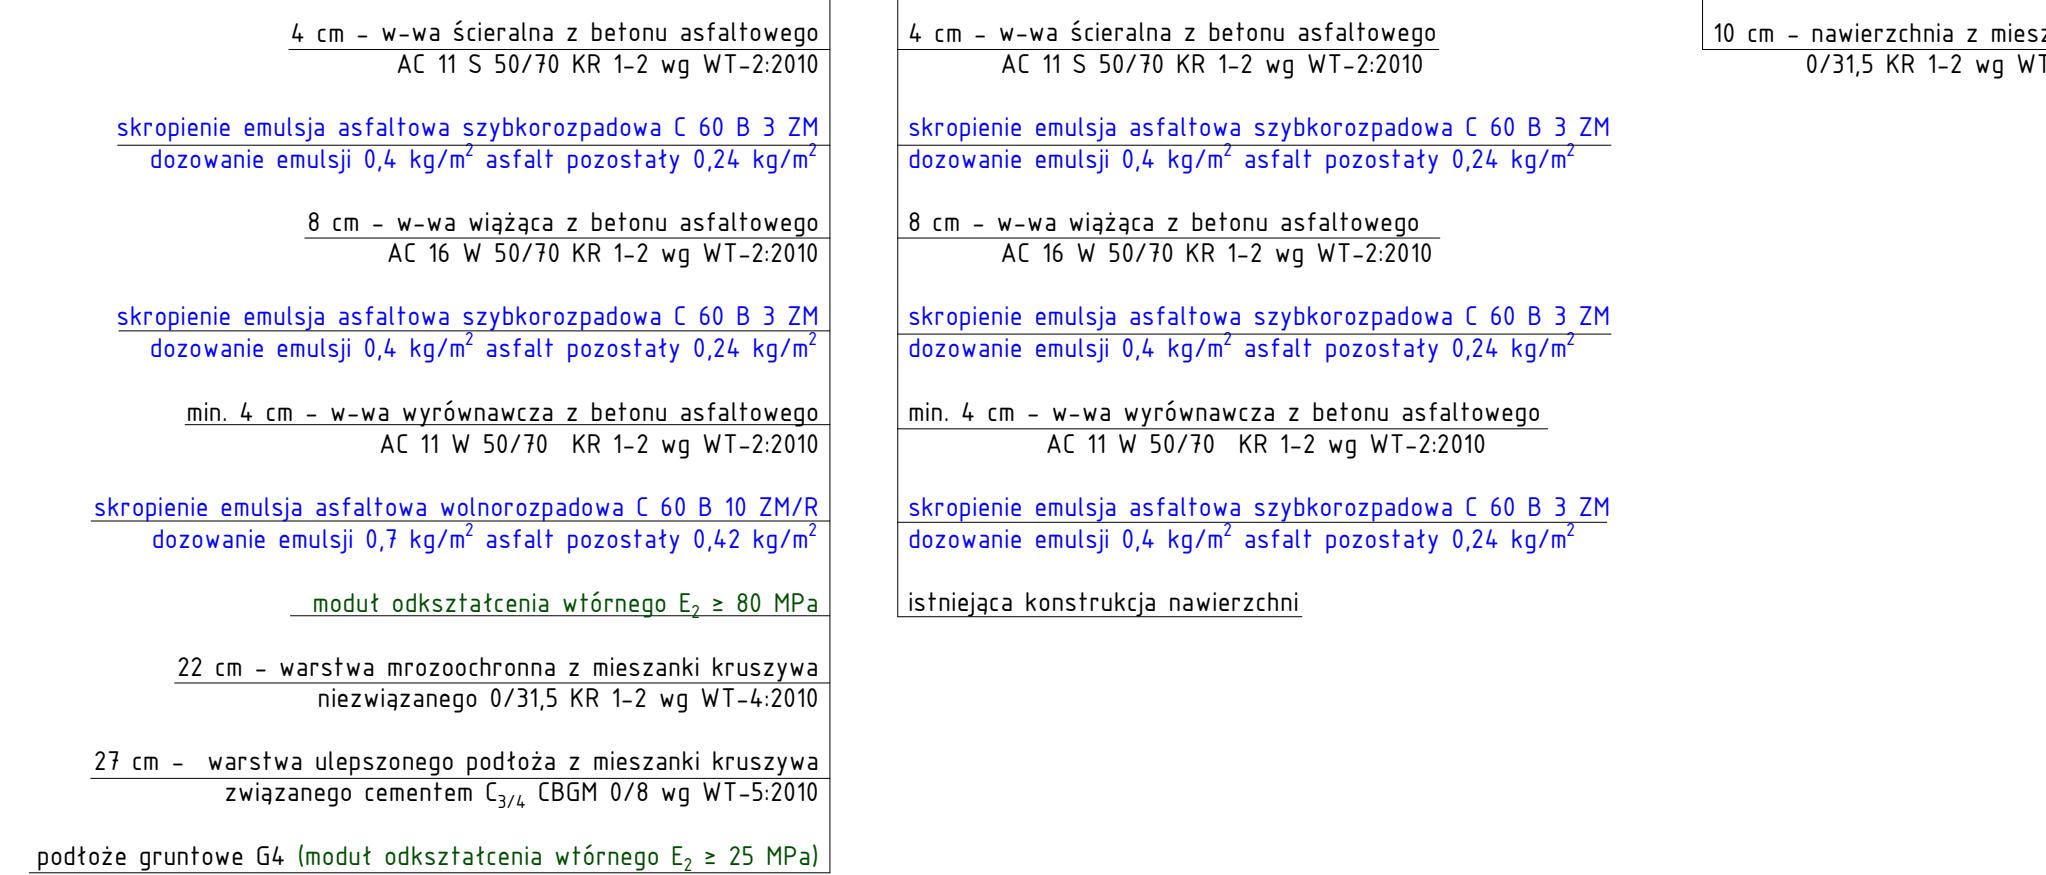 4 cm - w-wa ścieralna z betonu asfaltowego
AC 11 S 50/70 KR 1-2 wg WT-2:2010
skropienie emulsja asfaltowa szybkorozpadowa C 60 B 3 ZM
dozowanie emulsji 0,4 kg/m² asfalt pozostały 0,24 kg/m²
8 cm - w-wa wiążąca z betonu asfaltowego
AC 16 W 50/70 KR 1-2 wg WT-2:2010
skropienie emulsja asfaltowa szybkorozpadowa C 60 B 3 ZM
dozowanie emulsji 0,4 kg/m² asfalt pozostały 0,24 kg/m²
min. 4 cm - w-wa wyrównawcza z betonu asfaltowego
AC 11 W 50/70 KR 1-2 wg WT-2:2010
skropienie emulsja asfaltowa wolnorozpadowa C 60 B 10 ZM/R
dozowanie emulsji 0,7 kg/m² asfalt pozostały 0,42 kg/m²
moduł odkształcenia wtórnego E₂ ≥ 80 MPa
22 cm - warstwa mrozoochronna z mieszanki kruszywa
niezwiązanego 0/31,5 KR 1-2 wg WT-4:2010
27 cm - warstwa ulepszonego podłoża z mieszanki kruszywa
związanego cementem C₃/₄ CBGM 0/8 wg WT-5:2010
podłoże gruntowe G4 (moduł odkształcenia wtórnego E₂ ≥ 25 MPa)
4 cm - w-wa ścieralna z betonu asfaltowego
AC 11 S 50/70 KR 1-2 wg WT-2:2010
skropienie emulsja asfaltowa szybkorozpadowa C 60 B 3 ZM
dozowanie emulsji 0,4 kg/m² asfalt pozostały 0,24 kg/m²
8 cm - w-wa wiążąca z betonu asfaltowego
AC 16 W 50/70 KR 1-2 wg WT-2:2010
skropienie emulsja asfaltowa szybkorozpadowa C 60 B 3 ZM
dozowanie emulsji 0,4 kg/m² asfalt pozostały 0,24 kg/m²
min. 4 cm - w-wa wyrównawcza z betonu asfaltowego
AC 11 W 50/70 KR 1-2 wg WT-2:2010
skropienie emulsja asfaltowa szybkorozpadowa C 60 B 3 ZM
dozowanie emulsji 0,4 kg/m² asfalt pozostały 0,24 kg/m²
istniejąca konstrukcja nawierzchni
10 cm - nawierzchnia z
0/31,5 KR 1-2 wg